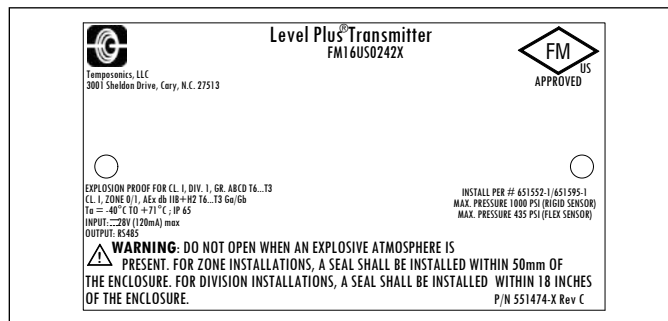 Level Plus® Transmitter
FM16US0242X
Temposonics, LLC
3001 Sheldon Drive, Cary, N.C. 27513
FM
US
APPROVED
EXPLOSION PROOF FOR CL. I, DIV. 1, GR. ABCD T6...T3
CL. I, ZONE 0/1, AEx db IIB+H2 T6...T3 Ga/Gb
Ta = -40°C TO +71°C ; IP 65
INPUT: ⎓28V (120mA) max
OUTPUT: RS485
INSTALL PER # 651552-1/651595-1
MAX. PRESSURE 1000 PSI (RIGID SENSOR)
MAX. PRESSURE 435 PSI (FLEX SENSOR)
WARNING: DO NOT OPEN WHEN AN EXPLOSIVE ATMOSPHERE IS
PRESENT. FOR ZONE INSTALLATIONS, A SEAL SHALL BE INSTALLED WITHIN 50mm OF
THE ENCLOSURE. FOR DIVISION INSTALLATIONS, A SEAL SHALL BE INSTALLED WITHIN 18 INCHES
OF THE ENCLOSURE.
P/N 551474-X Rev C